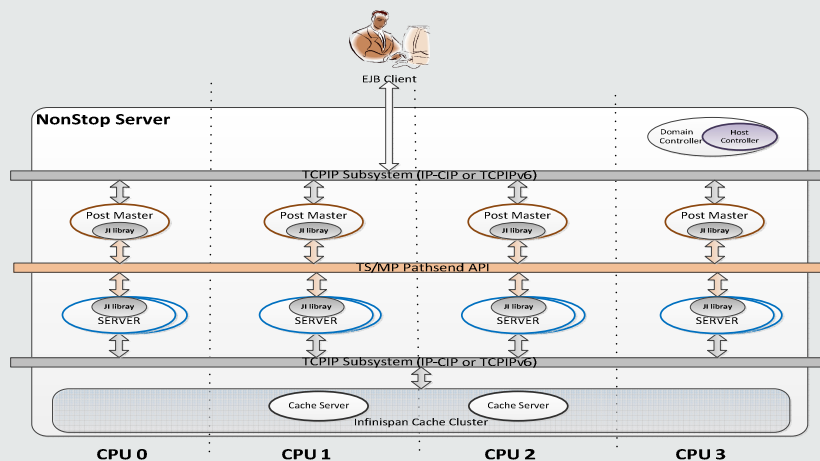 EJB Client
NonStop Server
Domain
Controller
Host
Controller
TCPIP Subsystem (IP-CIP or TCPIPv6)
Post Master
JI libray
Post Master
JI libray
Post Master
JI libray
Post Master
JI libray
TS/MP Pathsend API
JI libray
SERVER
JI libray
SERVER
JI libray
SERVER
JI libray
SERVER
TCPIP Subsystem (IP-CIP or TCPIPv6)
Cache Server
Cache Server
Infinispan Cache Cluster
CPU 0
CPU 1
CPU 2
CPU 3